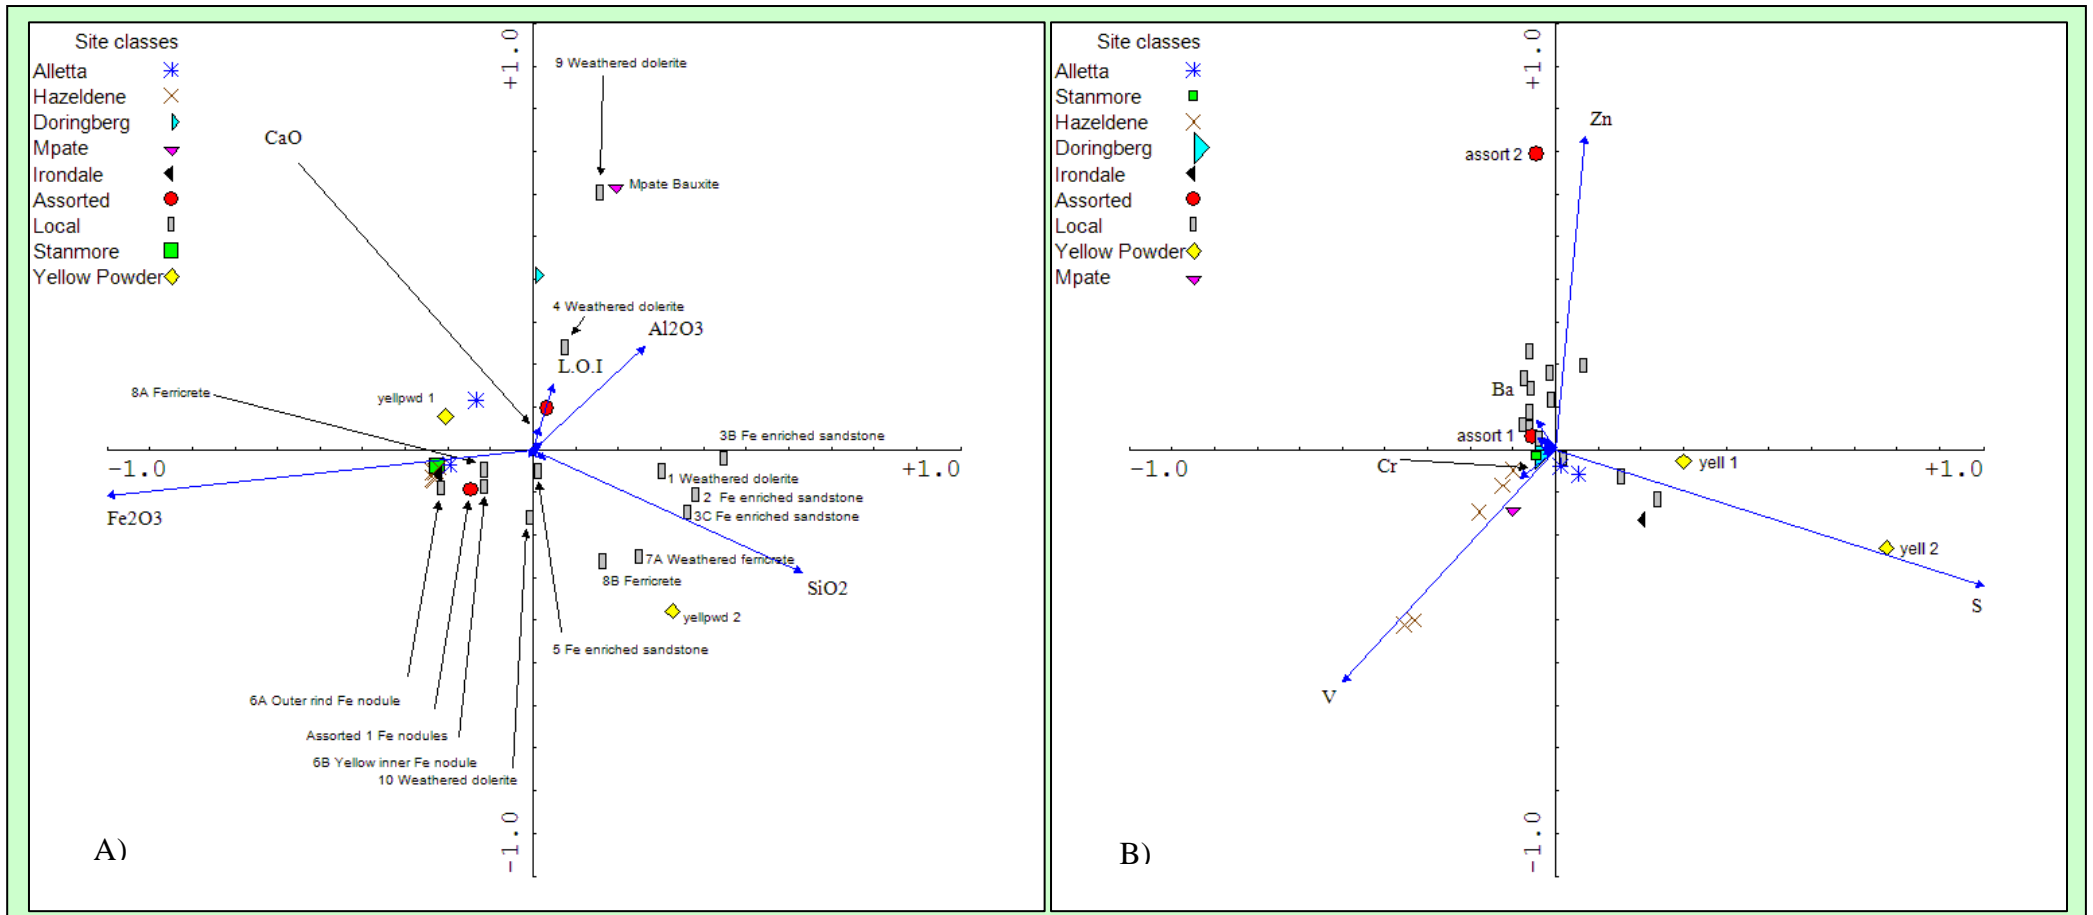 Site classes
Alletta
Hazeldene
Doringberg
Mpate
Irondale
Assorted
Local
Stanmore
Yellow Powder
+1.0
9 Weathered dolerite
CaO
Mpate Bauxite
4 Weathered dolerite
Al2O3
L.O.I
8A Ferricrete
yellpwd 1
3B Fe enriched sandstone
-1.0
+1.0
1 Weathered dolerite
2 Fe enriched sandstone
3C Fe enriched sandstone
Fe2O3
7A Weathered ferricrete
8B Ferricrete
SiO2
yellpwd 2
5 Fe enriched sandstone
6A Outer rind Fe nodule
Assorted 1 Fe nodules
6B Yellow inner Fe nodule
10 Weathered dolerite
-1.0
A)
Site classes
Alletta
Stanmore
Hazeldene
Doringberg
Irondale
Assorted
Local
Yellow Powder
Mpate
+1.0
Zn
assort 2
Ba
assort 1
-1.0
Cr
yell 1
+1.0
yell 2
S
V
-1.0
B)